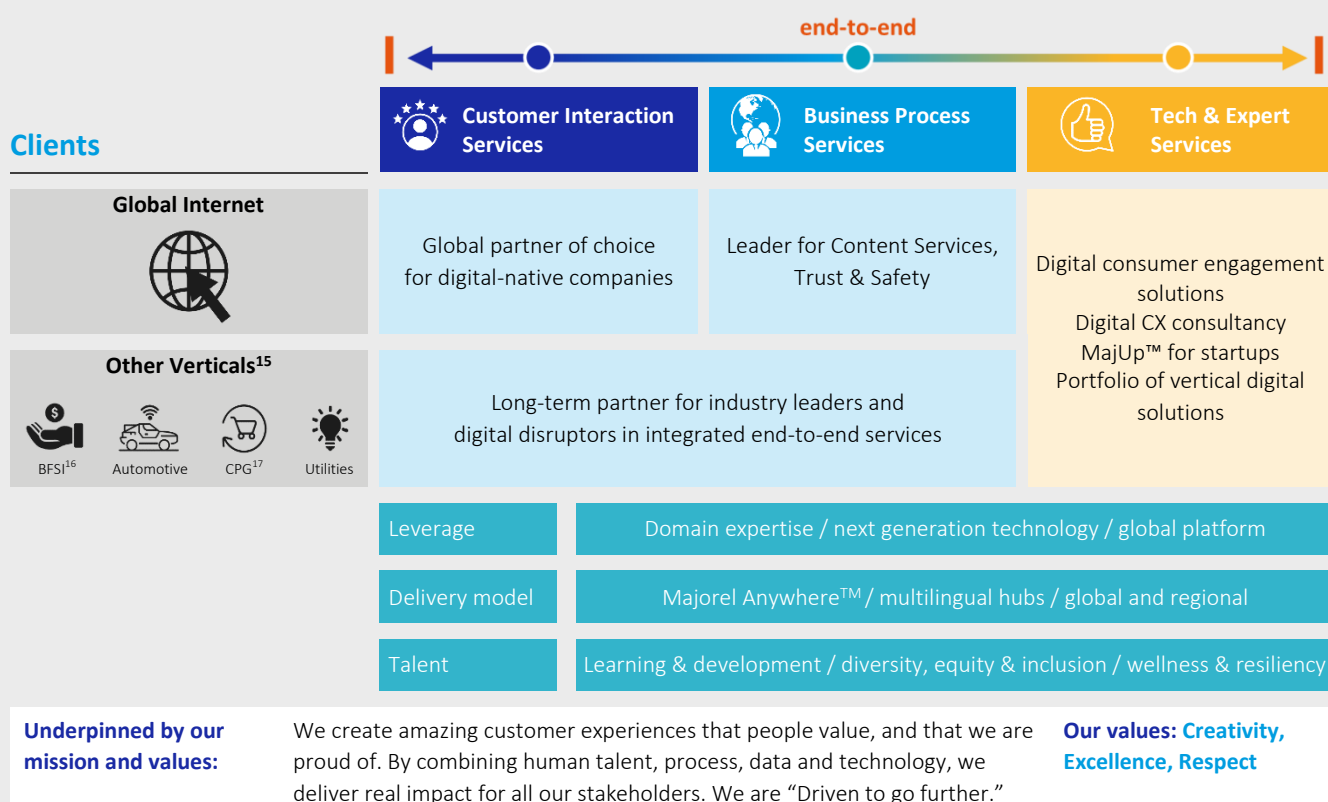 end-to-end
Clients
Customer Interaction
Services
Business Process
Services
Tech & Expert
Services
Global Internet
Global partner of choice
for digital-native companies
Leader for Content Services,
Trust & Safety
Digital consumer engagement
solutions
Digital CX consultancy
MajUp™ for startups
Portfolio of vertical digital
solutions
Other Verticals¹⁵
$
BFSI¹⁶
Automotive
CPG¹⁷
Utilities
Long-term partner for industry leaders and
digital disruptors in integrated end-to-end services
Leverage
Domain expertise / next generation technology / global platform
Delivery model
Majorel Anywhere™ / multilingual hubs / global and regional
Talent
Learning & development / diversity, equity & inclusion / wellness & resiliency
Underpinned by our
mission and values:
We create amazing customer experiences that people value, and that we are
proud of. By combining human talent, process, data and technology, we
deliver real impact for all our stakeholders. We are “Driven to go further.”
Our values: Creativity,
Excellence, Respect